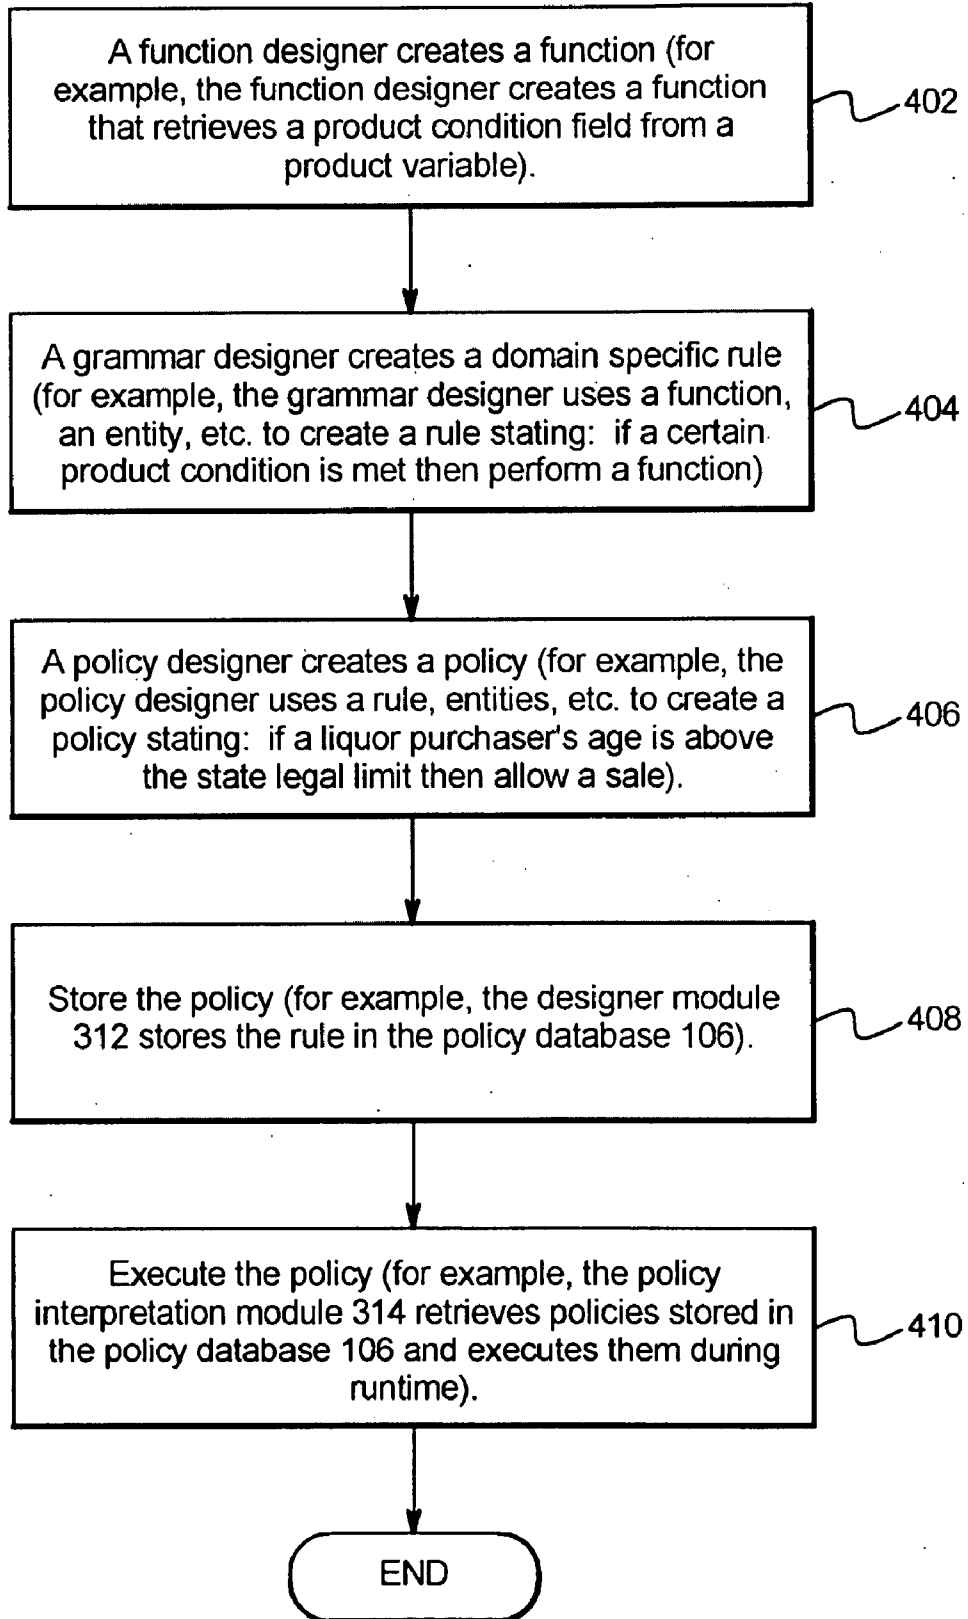 A function designer creates a function (for
example, the function designer creates a function
that retrieves a product condition field from a
product variable).
402
A grammar designer creates a domain specific rule
(for example, the grammar designer uses a function,
an entity, etc. to create a rule stating: if a certain
product condition is met then perform a function)
404
A policy designer creates a policy (for example, the
policy designer uses a rule, entities, etc. to create a
policy stating: if a liquor purchaser's age is above
the state legal limit then allow a sale).
406
Store the policy (for example, the designer module
312 stores the rule in the policy database 106).
408
Execute the policy (for example, the policy
interpretation module 314 retrieves policies stored in
the policy database 106 and executes them during
runtime).
410
END